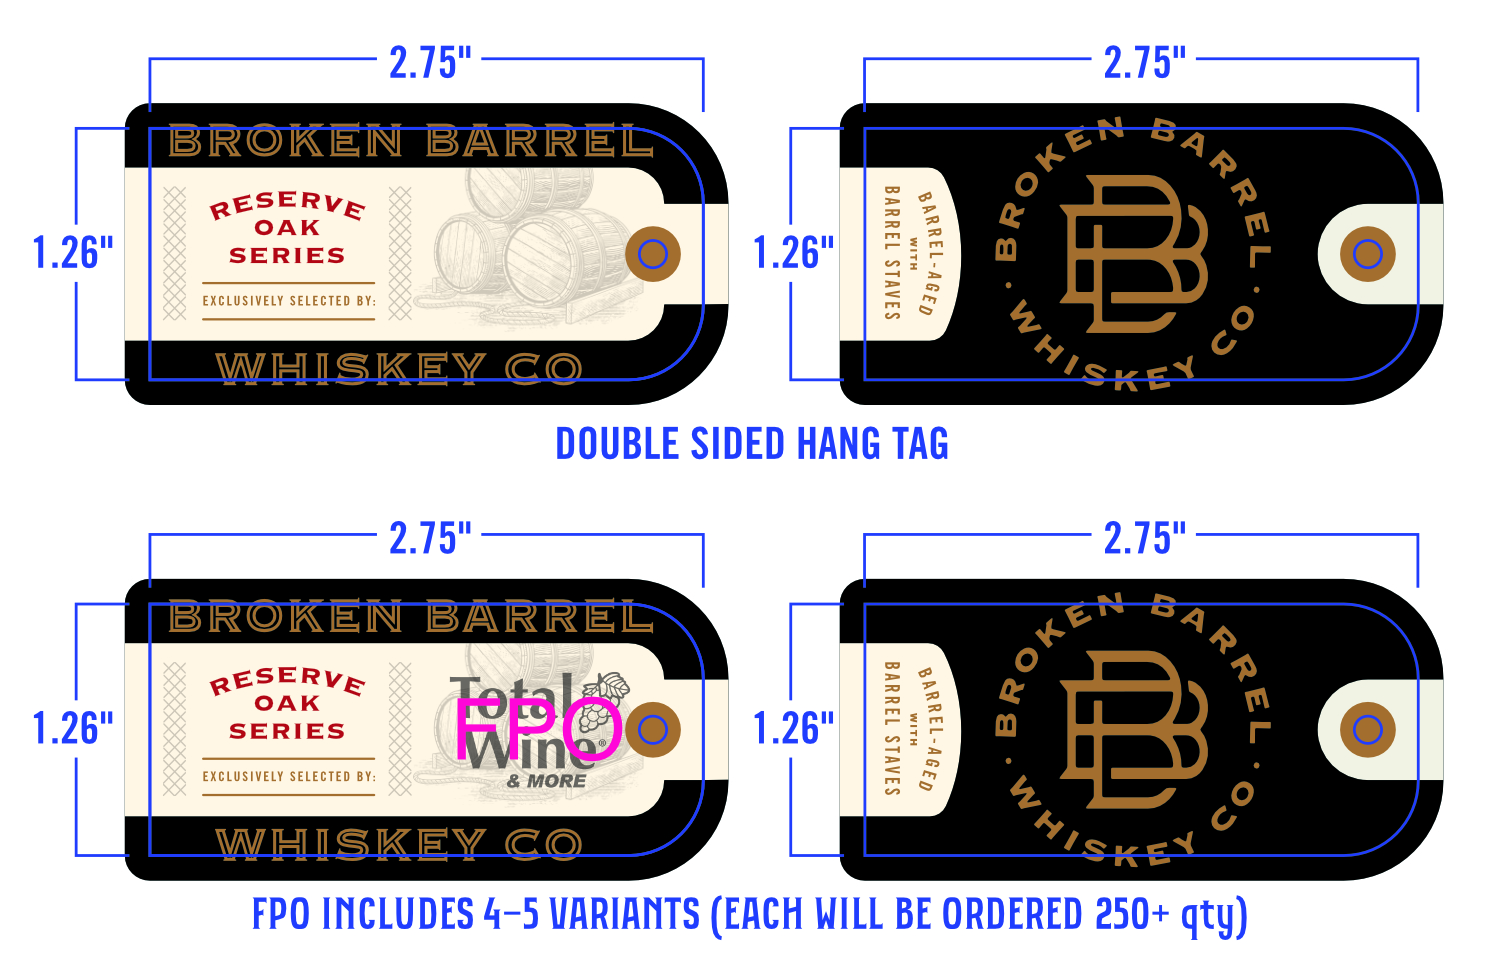 2.75"
2.75"
1.26"
BROKEN BARREL
RESERVE
OAK
SERIES
EXCLUSIVELY SELECTED BY:
WHISKEY CO
1.26"
BARREL-AGED
WITH
BARREL STAVES
BROKEN BARREL
· WHISKEY CO ·
BB
DOUBLE SIDED HANG TAG
2.75"
2.75"
1.26"
BROKEN BARREL
RESERVE
OAK
SERIES
EXCLUSIVELY SELECTED BY:
Total
Wine®
& MORE
FPO
WHISKEY CO
1.26"
BARREL-AGED
WITH
BARREL STAVES
BROKEN BARREL
· WHISKEY CO ·
BB
FPO INCLUDES 4–5 VARIANTS (EACH WILL BE ORDERED 250+ qty)